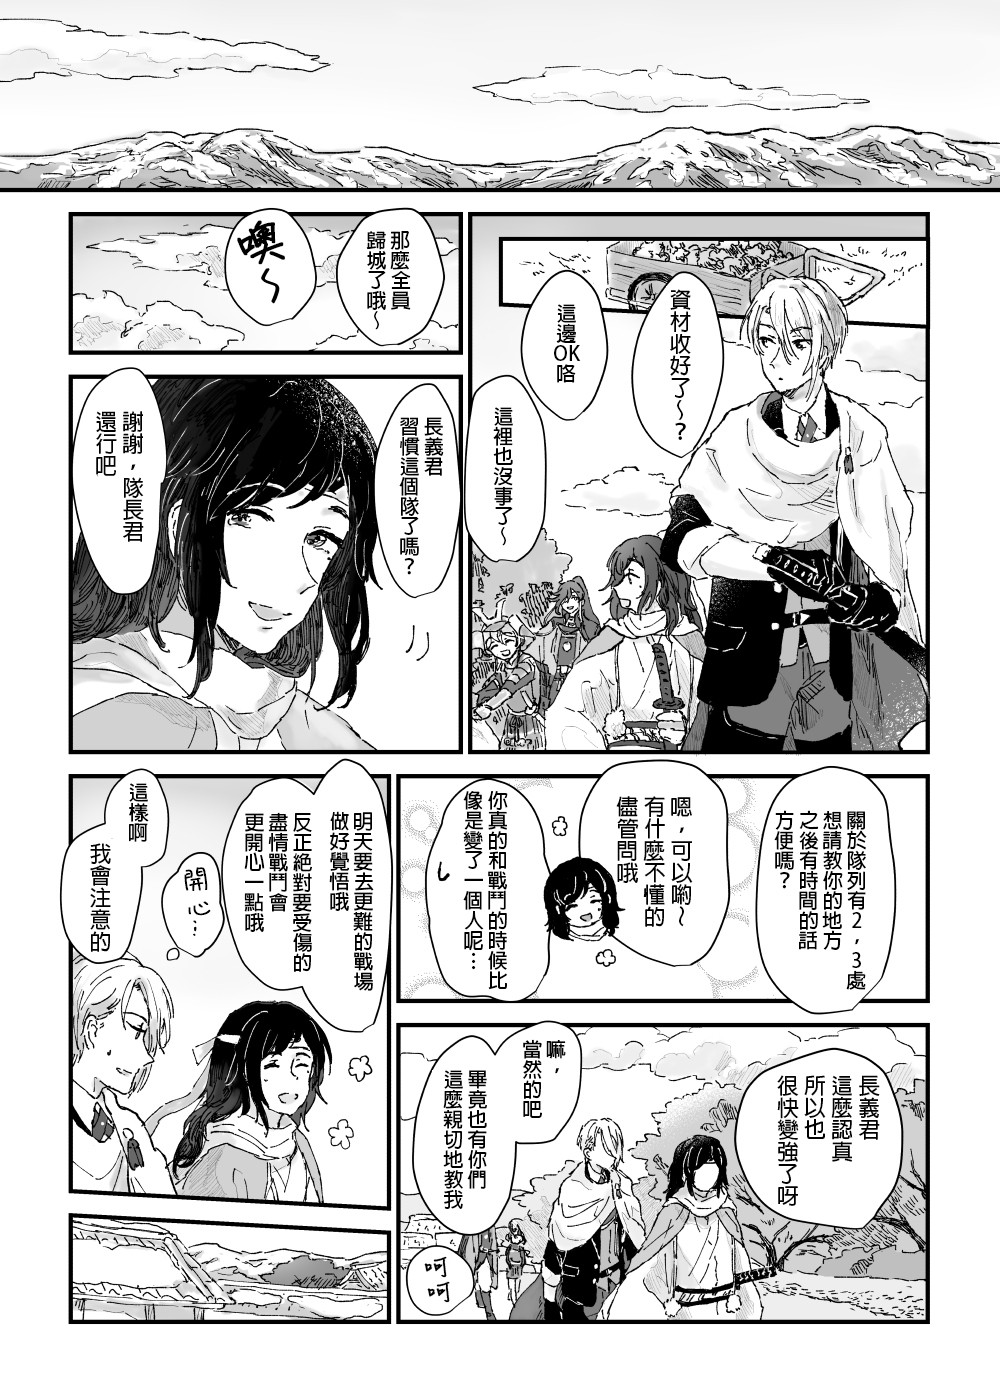 資材收好了～？
這邊
OK咯
這裡也沒事了～
那麼全員
歸城了哦～
噢～
長義君
習慣這個隊了嗎？
謝謝，隊長君
還行吧
關於隊列有2，3處
想請教你的地方
之後有時間的話
方便嗎？
嗯，可以喲～
有什麼不懂的
儘管問哦
你真的和戰鬥的時候比
像是變了一個人呢…
長義君
這麼認真
所以也
很快變強了呀
嘛，
當然的吧
畢竟也有你們
這麼親切地教我
呵呵
明天要去更難的戰場
做好覺悟哦
反正絕對要受傷的
盡情戰鬥會
更開心一點哦
開心…
這樣啊
我會注意的